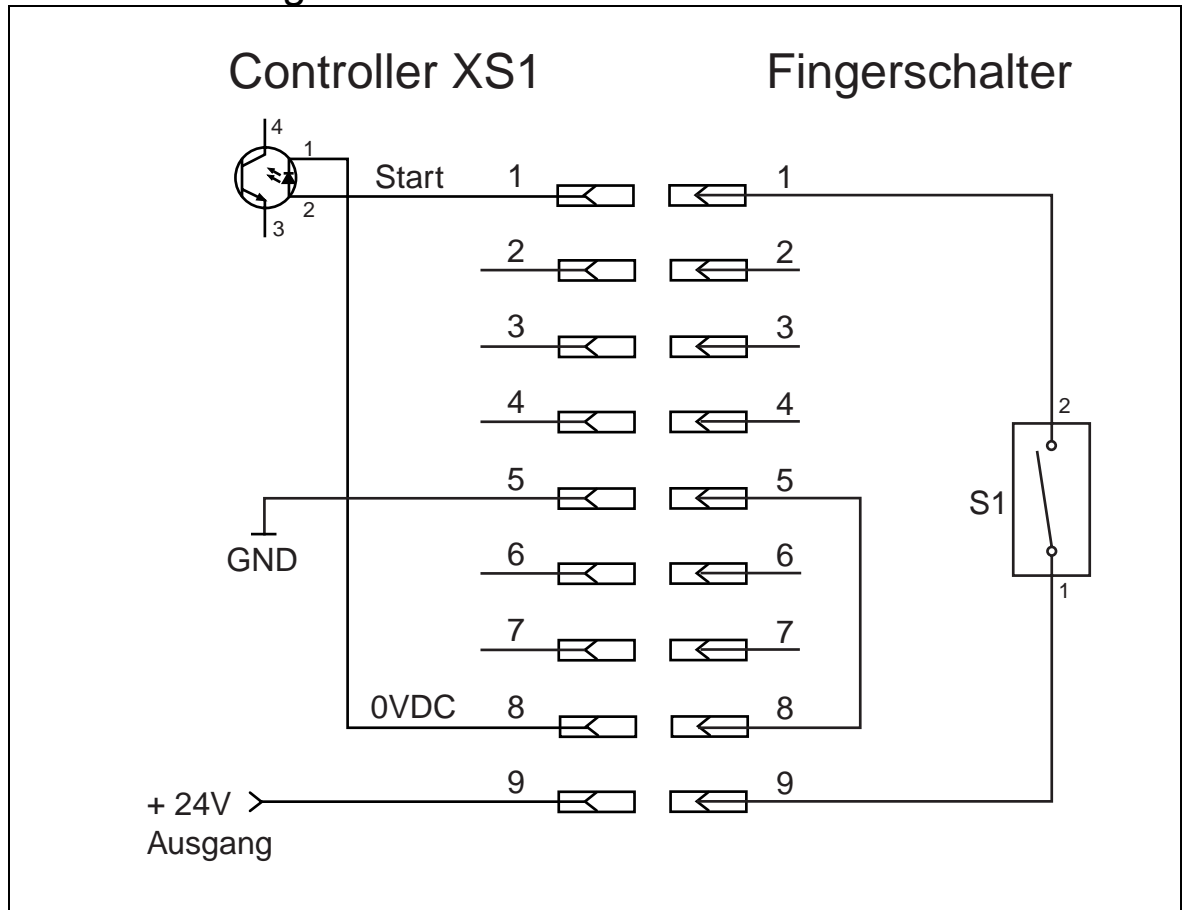 Controller XS1
Fingerschalter
4
1
Start 1 1
2
3
2 2
3 3
4 4
2
5 5
S1
GND
6 6
1
7 7
0VDC 8 8
9 9
+ 24V
Ausgang